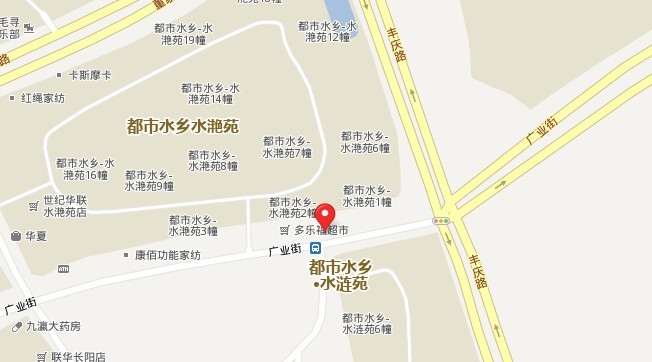 毛寻
乐部
重
路
都市水乡-水
滟苑19幢
都市水乡-水
滟苑12幢
丰庆路
卡斯摩卡
红绳家纺
都市水乡-水
滟苑14幢
都市水乡水滟苑
都市水乡-
水滟苑8幢
都市水乡-
水滟苑7幢
都市水乡-
水滟苑6幢
广业街
都市水乡-水
滟苑16幢
都市水乡-
水滟苑9幢
世纪华联
水滟苑店
都市水乡-
水滟苑3幢
都市水乡-
水滟苑2幢
都市水乡-
水滟苑1幢
多乐福超市
华夏
康佰功能家纺
广业街
都市水乡
•水涟苑
丰庆路
广业街
九瀛大药房
都市水乡-
水涟苑6幢
联华长阳店